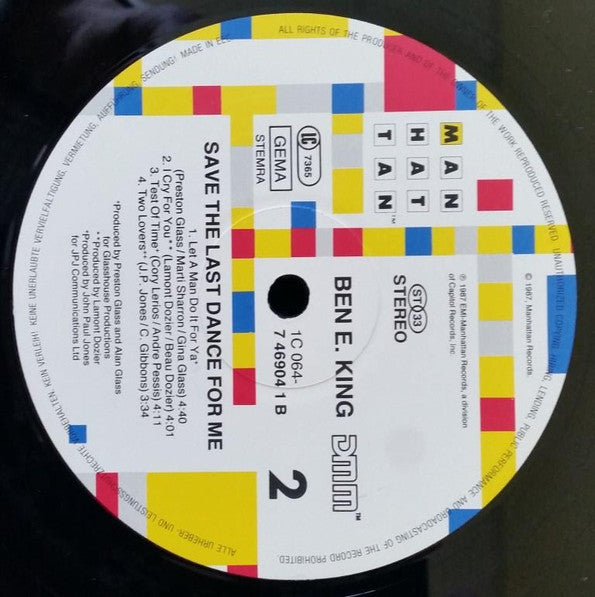 MAN
HAT
TAN™
LC 7365
GEMA
STEMRA
℗ 1987, Manhattan Records.
℗ 1987 EMI-Manhattan Records, a division
of Capitol Records, Inc.
ST 33
STEREO
BEN E. KING
DMM™
1C 064-
7 46904 1 B
2
SAVE THE LAST DANCE FOR ME
1. Let A Man Do It For Ya*
(Preston Glass / Marti Sharron / Gina Glass) 4:40
2. I Cry For You** (Lamont Dozier / Beau Dozier) 4:01
3. Test Of Time* (Cory Lerios / Andre Pessis) 4:11
4. Two Lovers+ (J.P. Jones / C. Gibbons) 3:34
*Produced by Preston Glass and Alan Glass
for Glasshouse Productions
**Produced by Lamont Dozier
+Produced by John Paul Jones
for JPJ Communications Ltd
ALL RIGHTS OF THE PRODUCER AND OF THE OWNER OF THE WORK REPRODUCED RESERVED. UNAUTHORIZED COPYING, HIRING, LENDING, PUBLIC PERFORMANCE AND BROADCASTING OF THE RECORD PROHIBITED.
ALLE URHEBER- UND LEISTUNGSSCHUTZRECHTE VORBEHALTEN KEIN VERLEIH! KEINE UNERLAUBTE VERVIELFÄLTIGUNG, VERMIETUNG, AUFFÜHRUNG, SENDUNG! MADE IN EEC